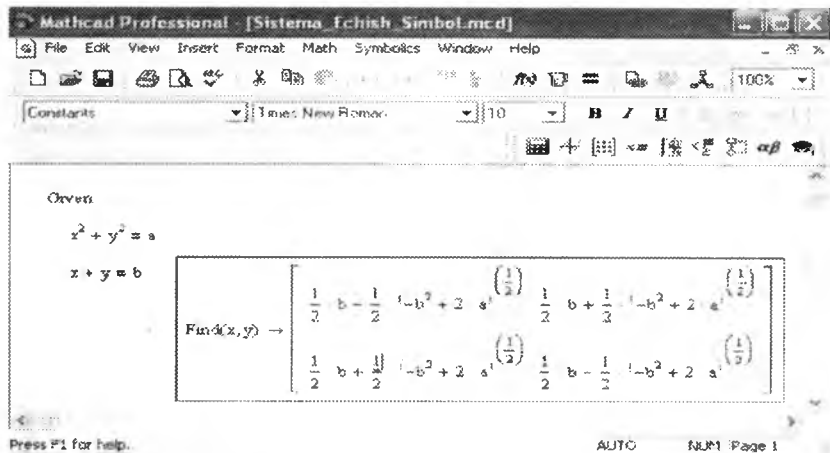 Mathcad Professional - [Sistema_Echish_Simbol.mcd]
File Edit View Insert Format Math Symbolics Window Help
100%
Constants Times New Roman 10 B I U
αβ
Given
x² + y² = a
x + y = b
Find(x,y) → [ 1/2 b - 1/2 (-b² + 2 a)^(1/2) 1/2 b + 1/2 (-b² + 2 a)^(1/2)
1/2 b + 1/2 (-b² + 2 a)^(1/2) 1/2 b - 1/2 (-b² + 2 a)^(1/2) ]
Press F1 for help. AUTO NUM Page 1